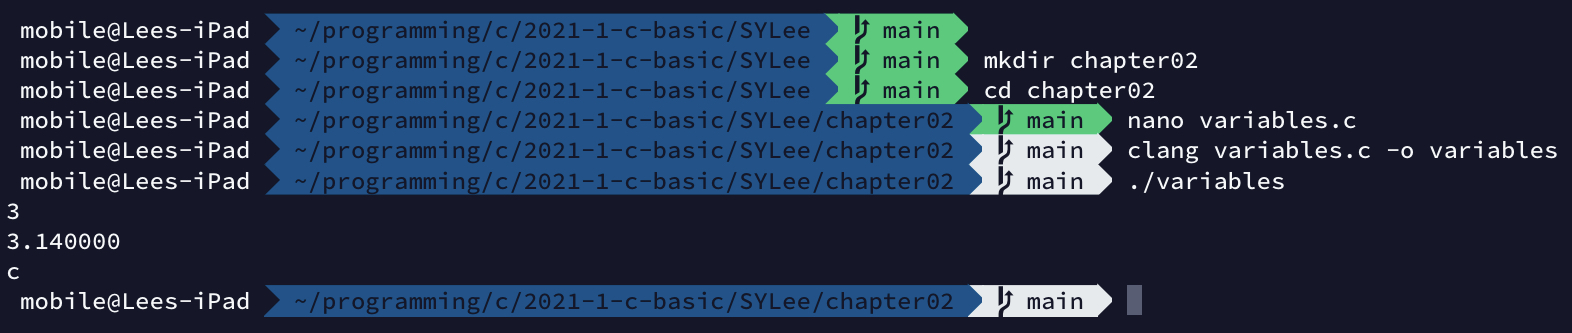 mobile@Lees-iPad ~/programming/c/2021-1-c-basic/SYLee main
mobile@Lees-iPad ~/programming/c/2021-1-c-basic/SYLee main mkdir chapter02
mobile@Lees-iPad ~/programming/c/2021-1-c-basic/SYLee main cd chapter02
mobile@Lees-iPad ~/programming/c/2021-1-c-basic/SYLee/chapter02 main nano variables.c
mobile@Lees-iPad ~/programming/c/2021-1-c-basic/SYLee/chapter02 main clang variables.c -o variables
mobile@Lees-iPad ~/programming/c/2021-1-c-basic/SYLee/chapter02 main ./variables
3
3.140000
c
mobile@Lees-iPad ~/programming/c/2021-1-c-basic/SYLee/chapter02 main